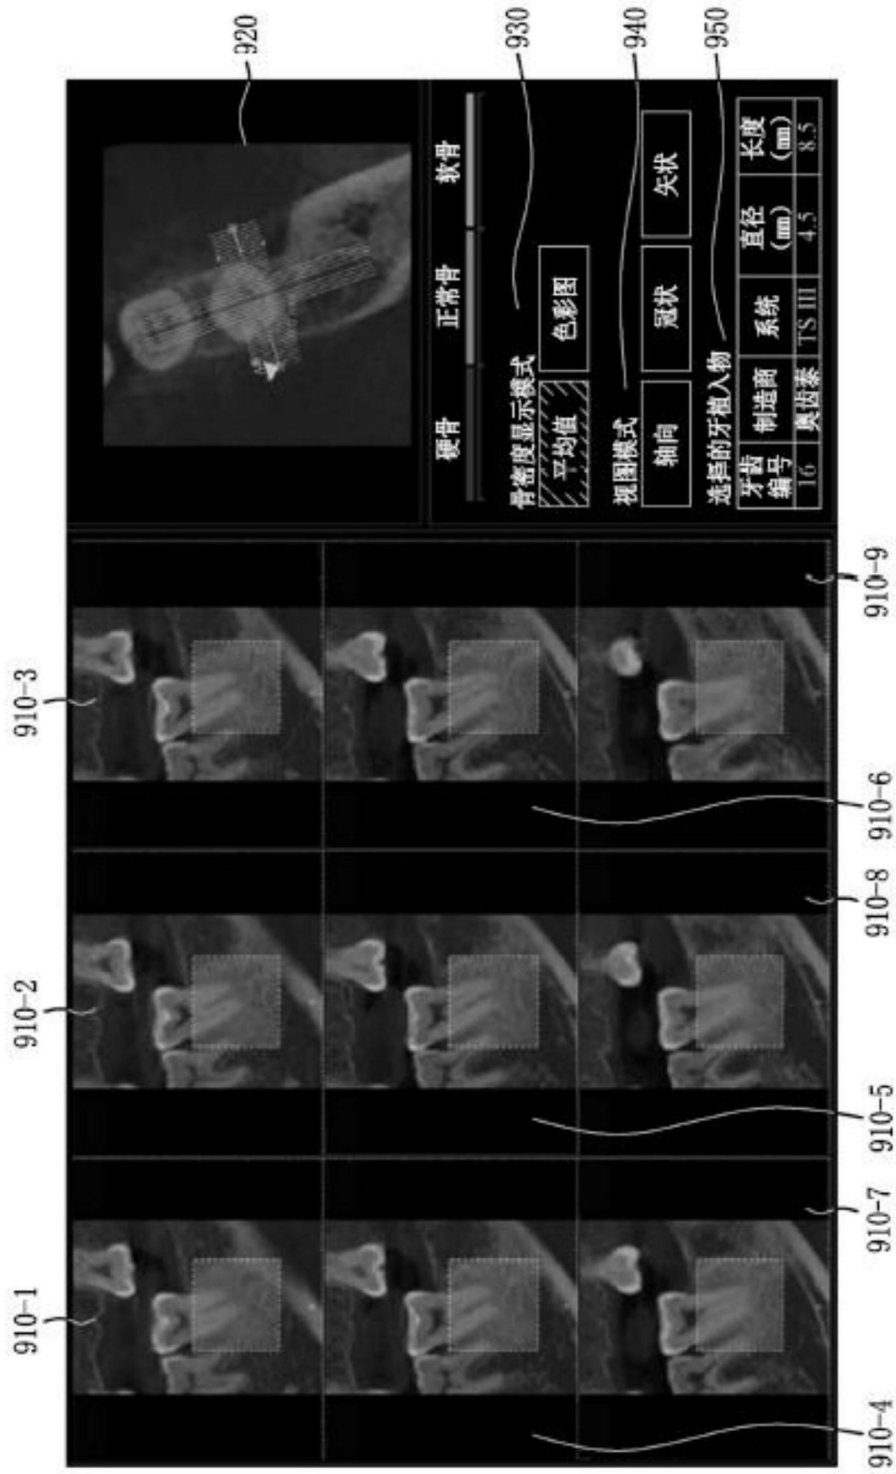 910-1
910-2
910-3
920
硬骨 正常骨 软骨
骨密度显示模式
930
平均值 色彩图
视图模式
940
轴向 冠状 矢状
选择的牙植入物
950
牙齿编号 制造商 系统 直径(mm) 长度(mm)
16 奥齿泰 TS III 4.5 8.5
910-4
910-7
910-5
910-8
910-6
910-9